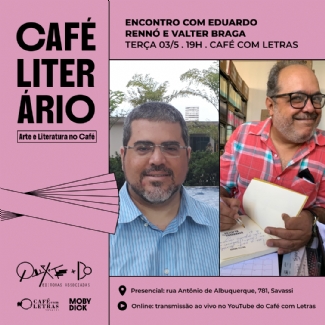 CAFÉ
LITER
ÁRIO
Arte e Literatura no Café
ENCONTRO COM EDUARDO
RENNÓ E VALTER BRAGA
TERÇA 03/5 . 19H . CAFÉ COM LETRAS
CAFÉ COM
LETRAS
MOBY
DICK
Presencial: rua Antônio de Albuquerque, 781, Savassi
Online: transmissão ao vivo no YouTube do Café com Letras